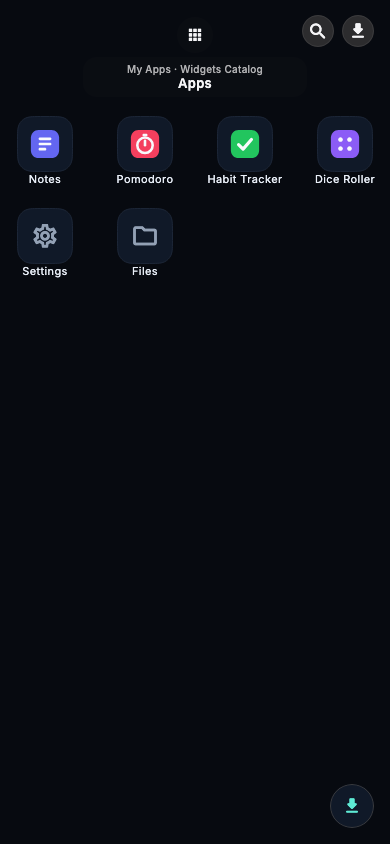 My Apps · Widgets Catalog
Apps
Notes
Pomodoro
Habit Tracker
Dice Roller
Settings
Files